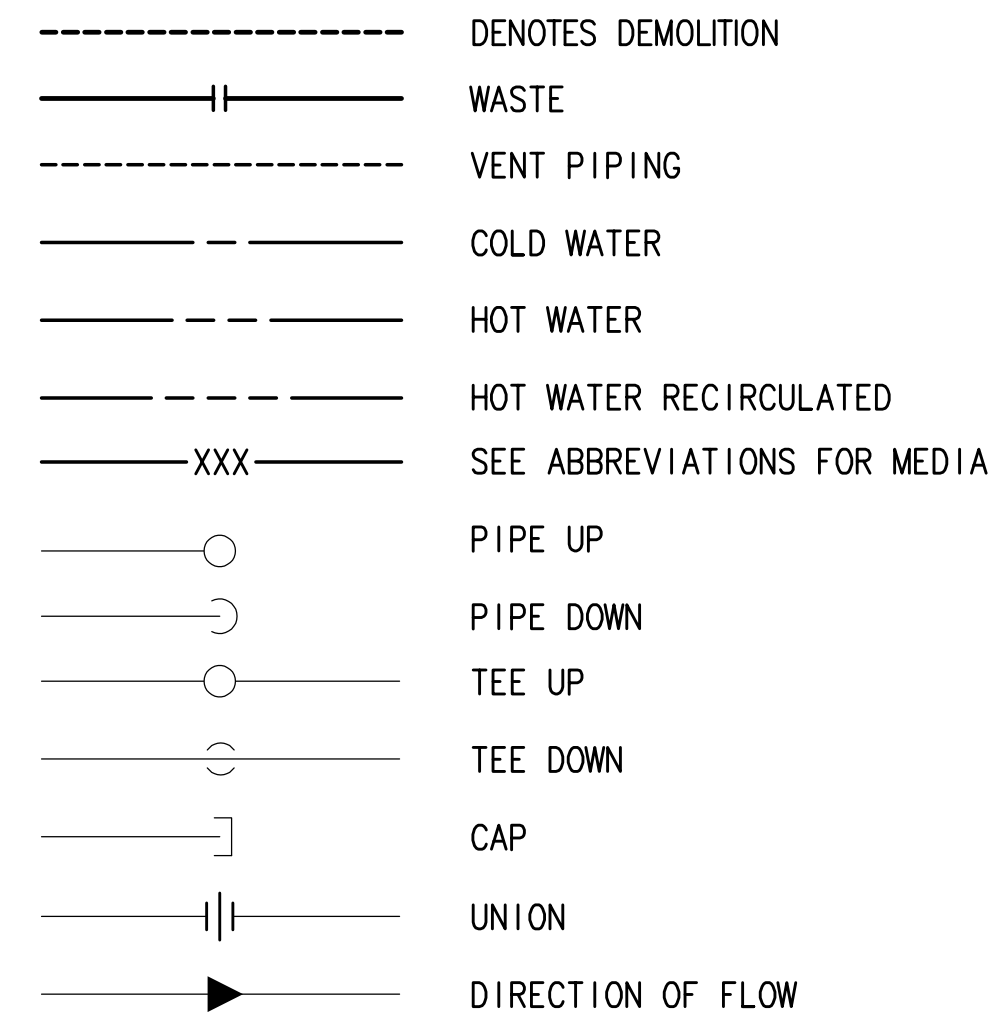 DENOTES DEMOLITION
WASTE
VENT PIPING
COLD WATER
HOT WATER
HOT WATER RECIRCULATED
XXX SEE ABBREVIATIONS FOR MEDIA
PIPE UP
PIPE DOWN
TEE UP
TEE DOWN
CAP
UNION
DIRECTION OF FLOW